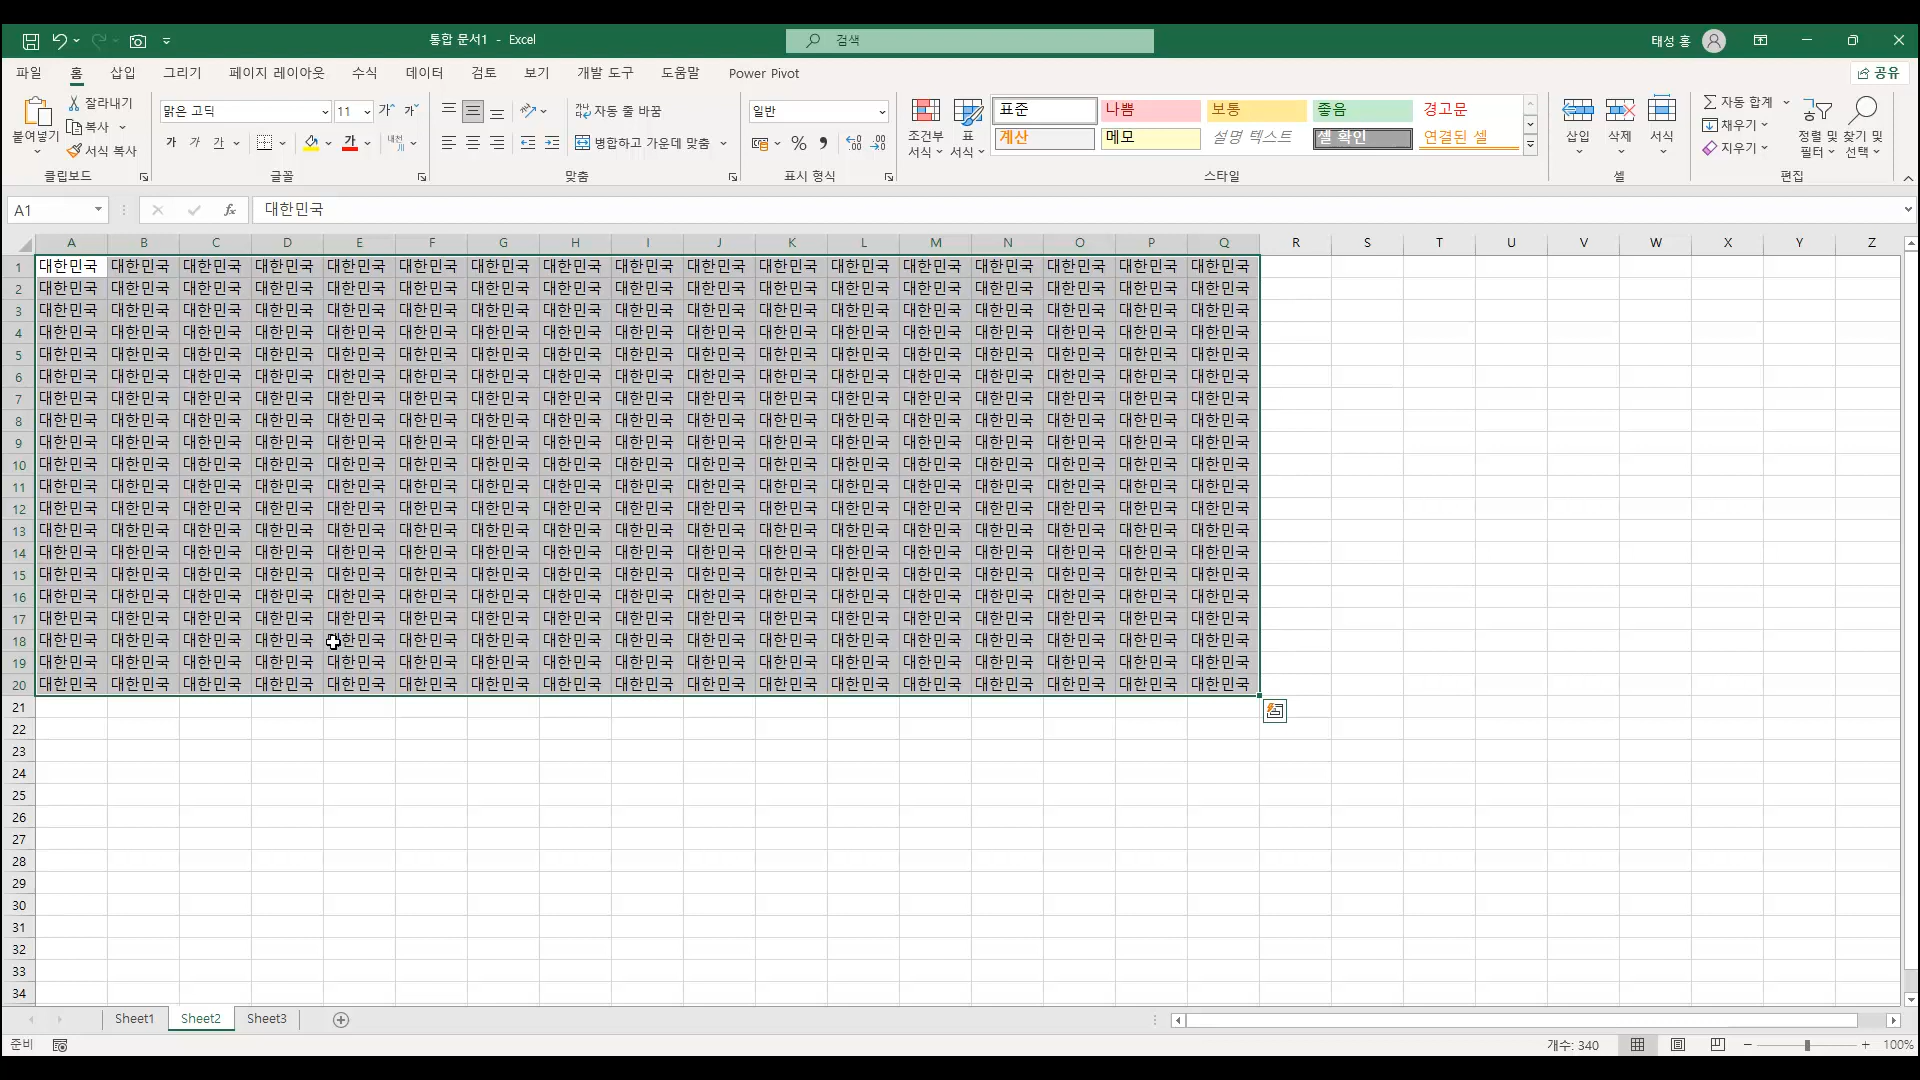 통합 문서1 - Excel
검색
태성 홍
파일 홈 삽입 그리기 페이지 레이아웃 수식 데이터 검토 보기 개발 도구 도움말 Power Pivot
공유
붙여넣기
잘라내기
복사
서식 복사
클립보드
맑은 고딕 11 가 가
가 가 가 가 내천
글꼴
자동 줄 바꿈
병합하고 가운데 맞춤
맞춤
일반
%
표시 형식
조건부 서식
표 서식
표준 나쁨 보통 좋음 경고문
계산 메모 설명 텍스트 셀 확인 연결된 셀
스타일
삽입 삭제 서식
셀
자동 합계
채우기
지우기
정렬 및 필터
찾기 및 선택
편집
A1 fx 대한민국
A B C D E F G H I J K L M N O P Q R S T U V W X Y Z
1 대한민국 대한민국 대한민국 대한민국 대한민국 대한민국 대한민국 대한민국 대한민국 대한민국 대한민국 대한민국 대한민국 대한민국 대한민국 대한민국 대한민국
2 대한민국 대한민국 대한민국 대한민국 대한민국 대한민국 대한민국 대한민국 대한민국 대한민국 대한민국 대한민국 대한민국 대한민국 대한민국 대한민국 대한민국
3 대한민국 대한민국 대한민국 대한민국 대한민국 대한민국 대한민국 대한민국 대한민국 대한민국 대한민국 대한민국 대한민국 대한민국 대한민국 대한민국 대한민국
4 대한민국 대한민국 대한민국 대한민국 대한민국 대한민국 대한민국 대한민국 대한민국 대한민국 대한민국 대한민국 대한민국 대한민국 대한민국 대한민국 대한민국
5 대한민국 대한민국 대한민국 대한민국 대한민국 대한민국 대한민국 대한민국 대한민국 대한민국 대한민국 대한민국 대한민국 대한민국 대한민국 대한민국 대한민국
6 대한민국 대한민국 대한민국 대한민국 대한민국 대한민국 대한민국 대한민국 대한민국 대한민국 대한민국 대한민국 대한민국 대한민국 대한민국 대한민국 대한민국
7 대한민국 대한민국 대한민국 대한민국 대한민국 대한민국 대한민국 대한민국 대한민국 대한민국 대한민국 대한민국 대한민국 대한민국 대한민국 대한민국 대한민국
8 대한민국 대한민국 대한민국 대한민국 대한민국 대한민국 대한민국 대한민국 대한민국 대한민국 대한민국 대한민국 대한민국 대한민국 대한민국 대한민국 대한민국
9 대한민국 대한민국 대한민국 대한민국 대한민국 대한민국 대한민국 대한민국 대한민국 대한민국 대한민국 대한민국 대한민국 대한민국 대한민국 대한민국 대한민국
10 대한민국 대한민국 대한민국 대한민국 대한민국 대한민국 대한민국 대한민국 대한민국 대한민국 대한민국 대한민국 대한민국 대한민국 대한민국 대한민국 대한민국
11 대한민국 대한민국 대한민국 대한민국 대한민국 대한민국 대한민국 대한민국 대한민국 대한민국 대한민국 대한민국 대한민국 대한민국 대한민국 대한민국 대한민국
12 대한민국 대한민국 대한민국 대한민국 대한민국 대한민국 대한민국 대한민국 대한민국 대한민국 대한민국 대한민국 대한민국 대한민국 대한민국 대한민국 대한민국
13 대한민국 대한민국 대한민국 대한민국 대한민국 대한민국 대한민국 대한민국 대한민국 대한민국 대한민국 대한민국 대한민국 대한민국 대한민국 대한민국 대한민국
14 대한민국 대한민국 대한민국 대한민국 대한민국 대한민국 대한민국 대한민국 대한민국 대한민국 대한민국 대한민국 대한민국 대한민국 대한민국 대한민국 대한민국
15 대한민국 대한민국 대한민국 대한민국 대한민국 대한민국 대한민국 대한민국 대한민국 대한민국 대한민국 대한민국 대한민국 대한민국 대한민국 대한민국 대한민국
16 대한민국 대한민국 대한민국 대한민국 대한민국 대한민국 대한민국 대한민국 대한민국 대한민국 대한민국 대한민국 대한민국 대한민국 대한민국 대한민국 대한민국
17 대한민국 대한민국 대한민국 대한민국 대한민국 대한민국 대한민국 대한민국 대한민국 대한민국 대한민국 대한민국 대한민국 대한민국 대한민국 대한민국 대한민국
18 대한민국 대한민국 대한민국 대한민국 대한민국 대한민국 대한민국 대한민국 대한민국 대한민국 대한민국 대한민국 대한민국 대한민국 대한민국 대한민국 대한민국
19 대한민국 대한민국 대한민국 대한민국 대한민국 대한민국 대한민국 대한민국 대한민국 대한민국 대한민국 대한민국 대한민국 대한민국 대한민국 대한민국 대한민국
20 대한민국 대한민국 대한민국 대한민국 대한민국 대한민국 대한민국 대한민국 대한민국 대한민국 대한민국 대한민국 대한민국 대한민국 대한민국 대한민국 대한민국
21
22
23
24
25
26
27
28
29
30
31
32
33
34
Sheet1 Sheet2 Sheet3
준비 개수: 340 100%